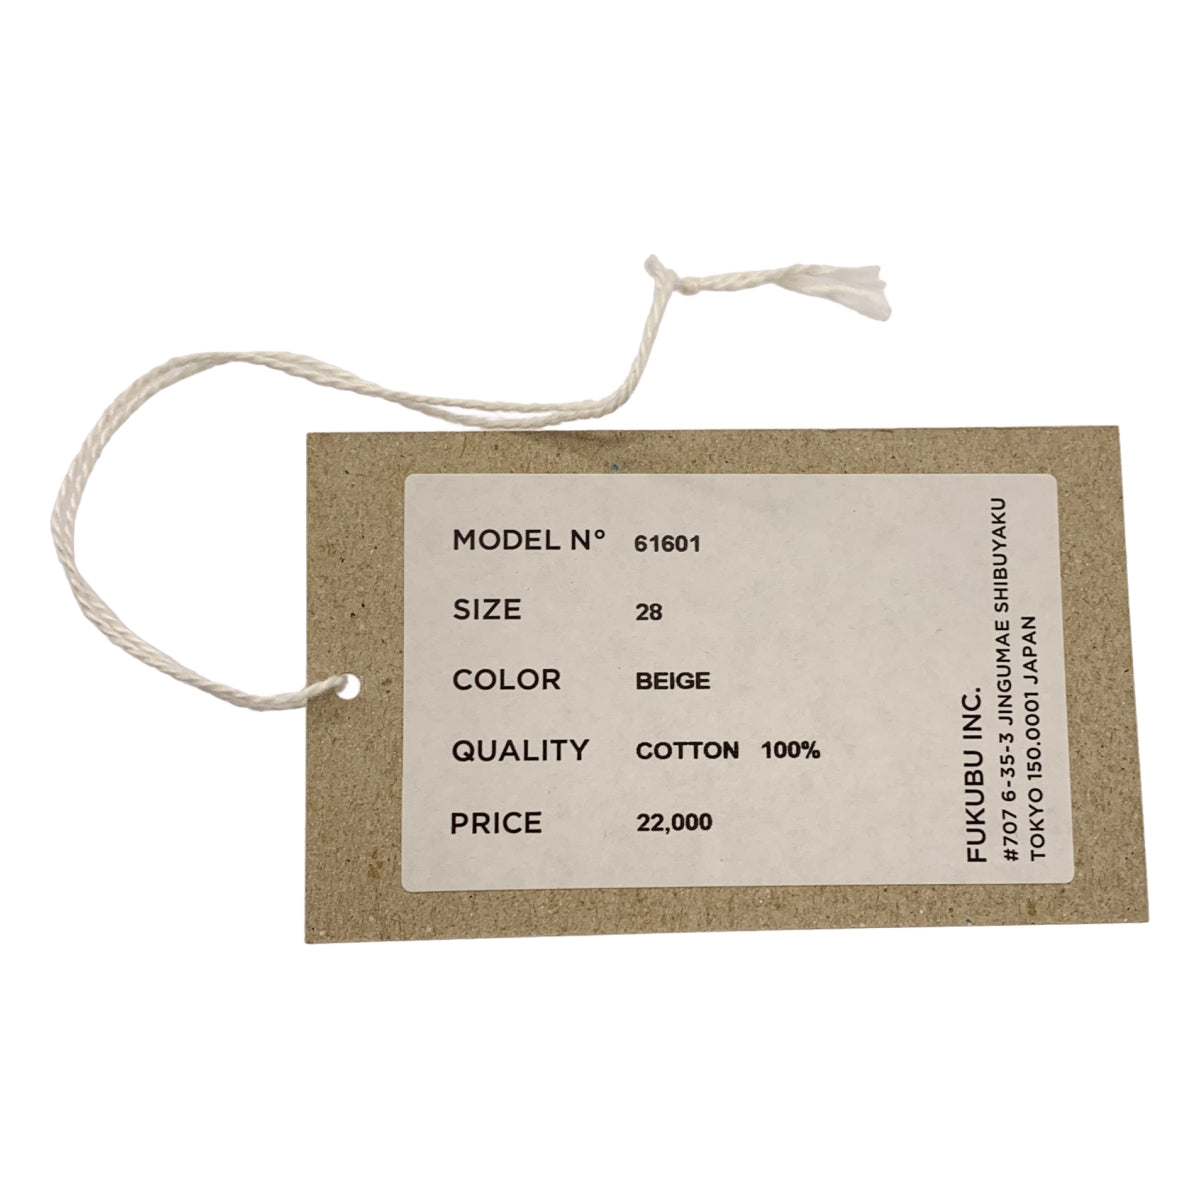 MODEL N° 61601
SIZE 28
COLOR BEIGE
QUALITY COTTON 100%
PRICE 22,000
FUKUBU INC.
#707 6-35-3 JINGUMAE SHIBUYAKU
TOKYO 150.0001 JAPAN